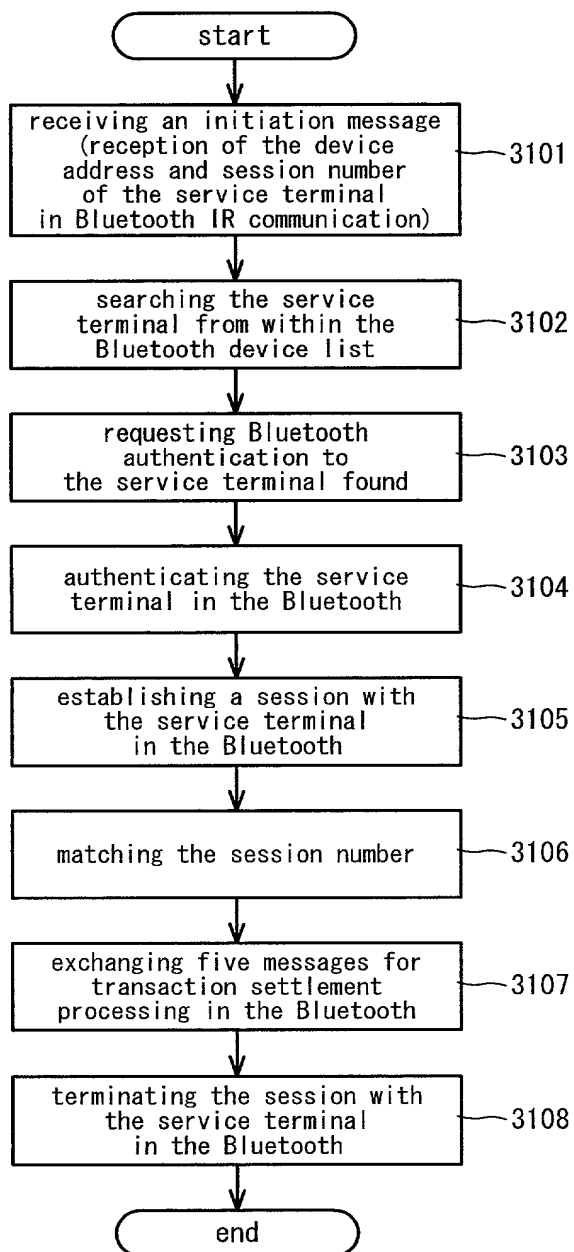 start
receiving an initiation message
(reception of the device
address and session number
of the service terminal
in Bluetooth IR communication)
3101
searching the service
terminal from within the
Bluetooth device list
3102
requesting Bluetooth
authentication to
the service terminal found
3103
authenticating the service
terminal in the Bluetooth
3104
establishing a session with
the service terminal
in the Bluetooth
3105
matching the session number
3106
exchanging five messages for
transaction settlement
processing in the Bluetooth
3107
terminating the session with
the service terminal
in the Bluetooth
3108
end